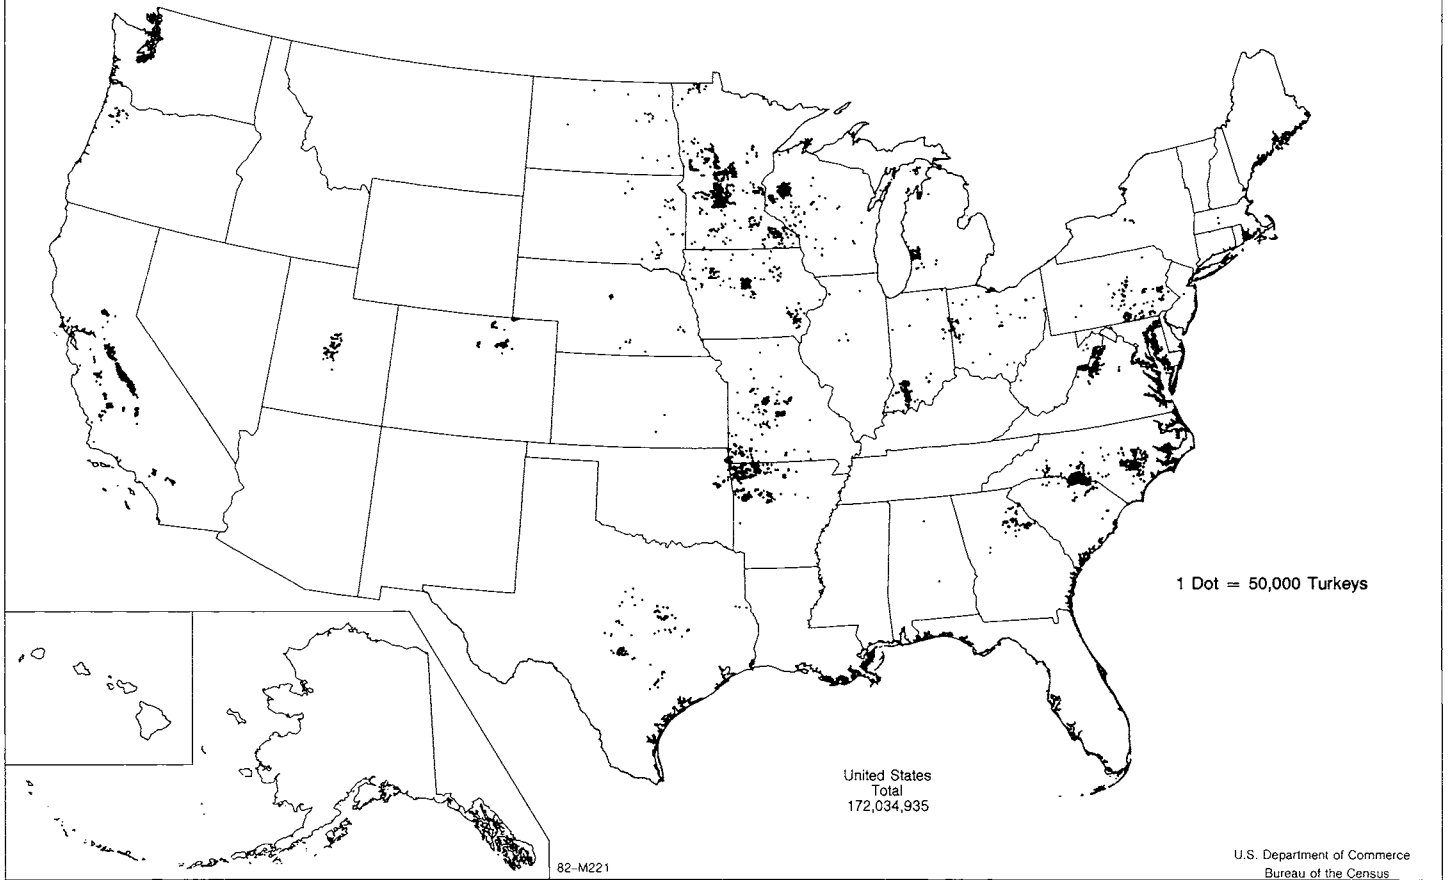 1 Dot = 50,000 Turkeys
United States
Total
172,034,935
82-M221
U.S. Department of Commerce
Bureau of the Census